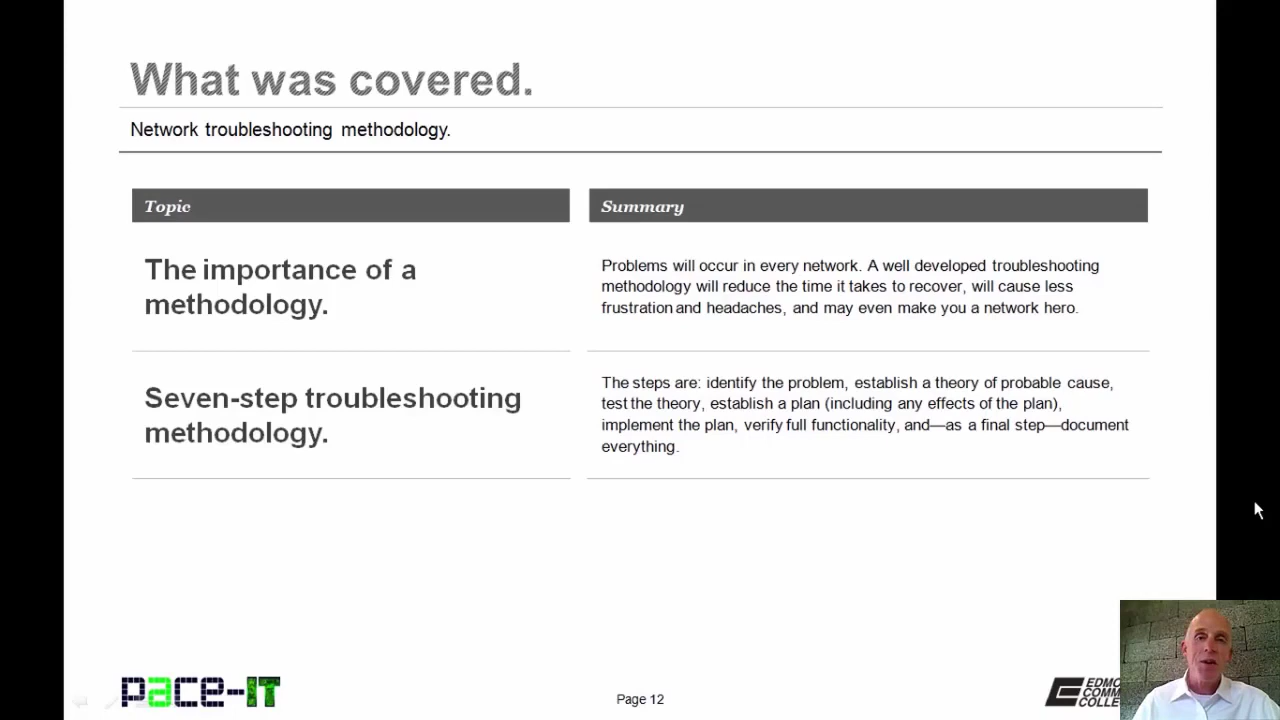 What was covered.
Network troubleshooting methodology.
Topic
Summary
The importance of a
methodology.
Problems will occur in every network. A well developed troubleshooting
methodology will reduce the time it takes to recover, will cause less
frustration and headaches, and may even make you a network hero.
Seven-step troubleshooting
methodology.
The steps are: identify the problem, establish a theory of probable cause,
test the theory, establish a plan (including any effects of the plan),
implement the plan, verify full functionality, and—as a final step—document
everything.
pace-IT
Page 12